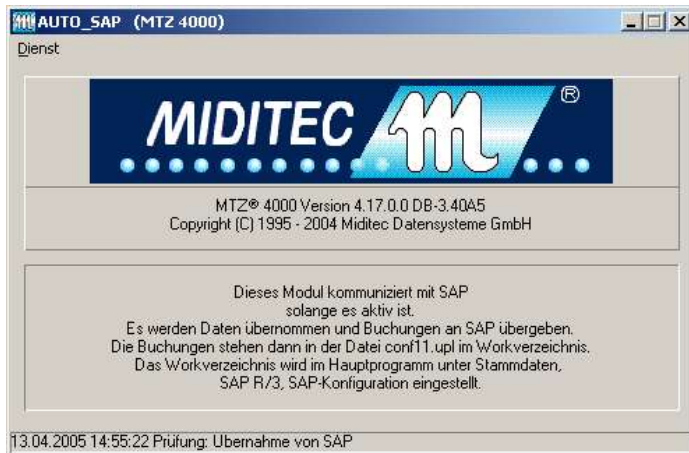 AUTO_SAP (MTZ 4000)
Dienst
MIDITEC m ®
MTZ® 4000 Version 4.17.0.0 DB-3.40A5
Copyright (C) 1995 - 2004 Miditec Datensysteme GmbH
Dieses Modul kommuniziert mit SAP
solange es aktiv ist.
Es werden Daten übernommen und Buchungen an SAP übergeben.
Die Buchungen stehen dann in der Datei conf11.upl im Workverzeichnis.
Das Workverzeichnis wird im Hauptprogramm unter Stammdaten,
SAP R/3, SAP-Konfiguration eingestellt.
13.04.2005 14:55:22 Prüfung: Übernahme von SAP